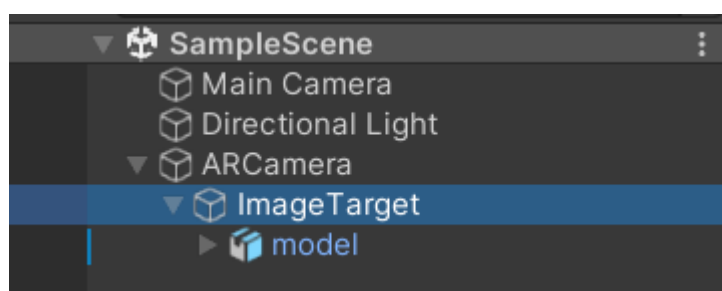 SampleScene
Main Camera
Directional Light
ARCamera
ImageTarget
model